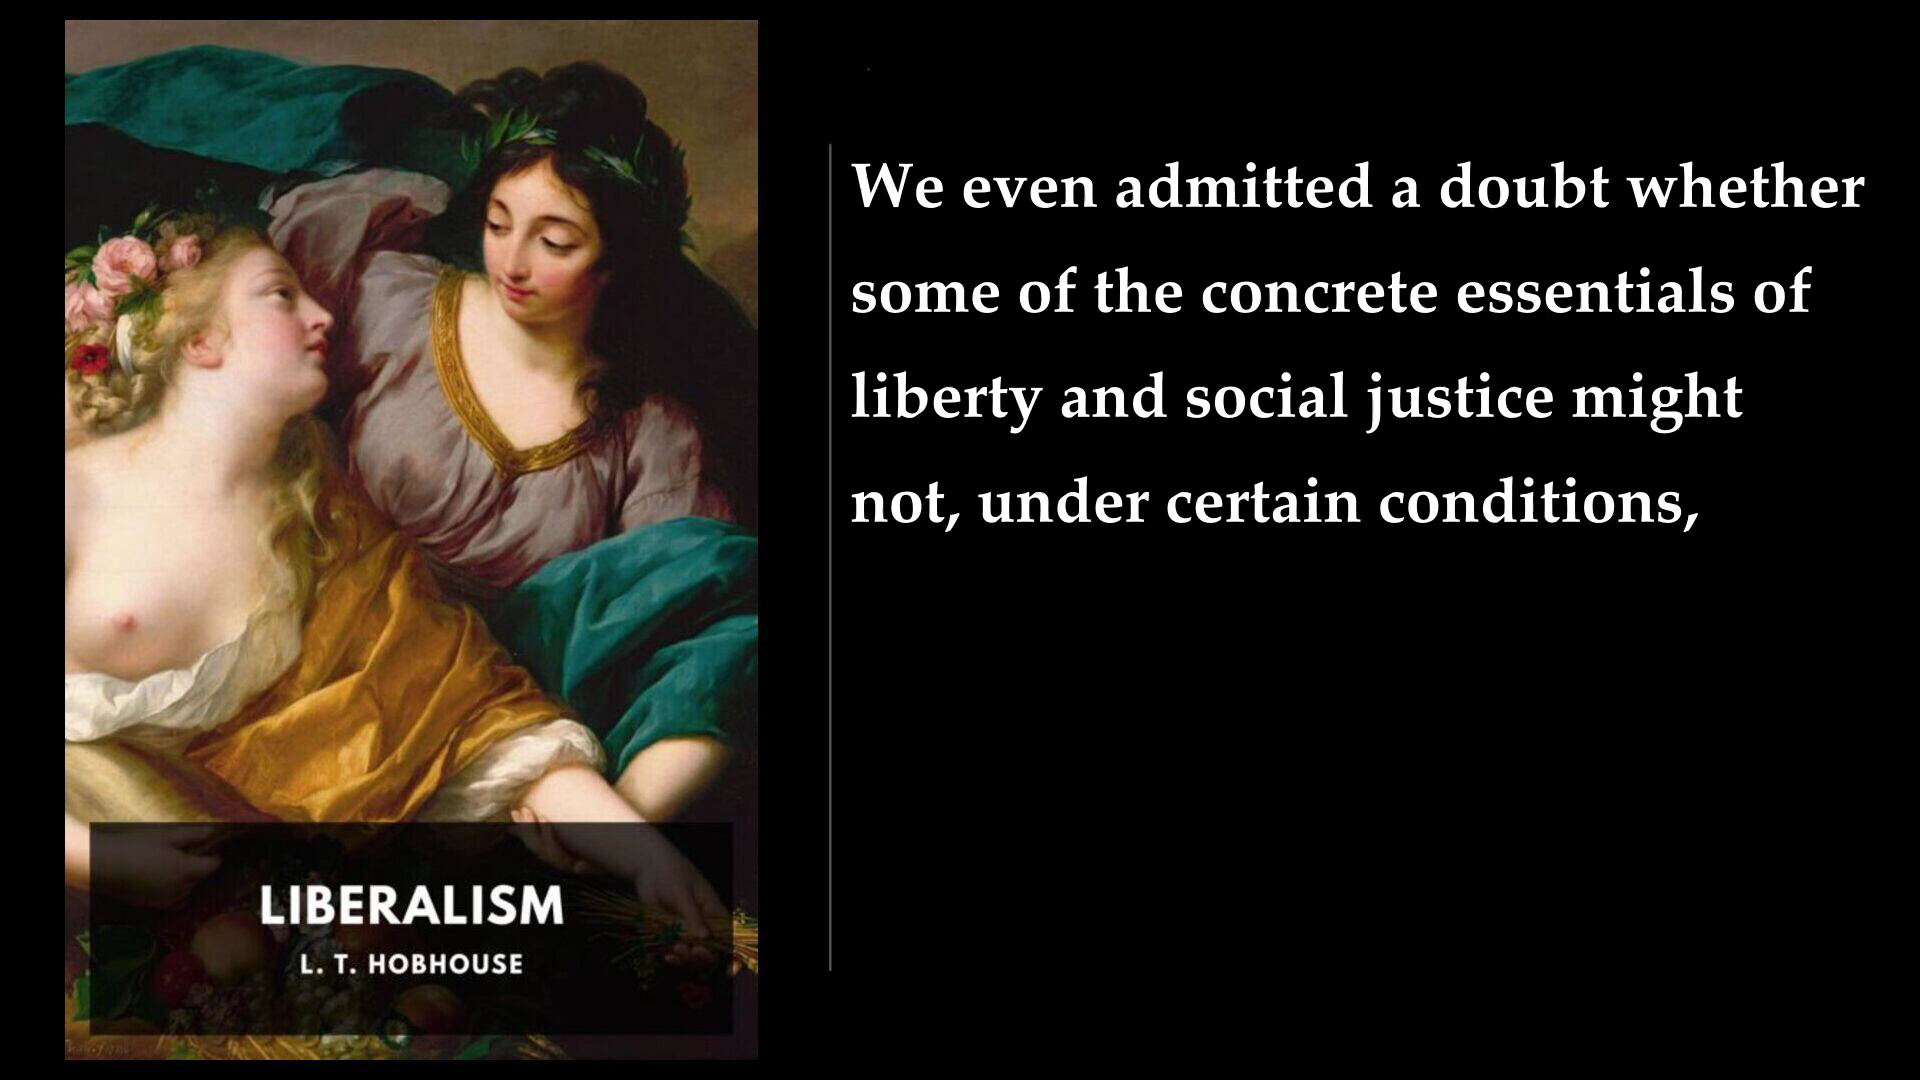 We even admitted a doubt whether
some of the concrete essentials of
liberty and social justice might
not, under certain conditions,
LIBERALISM
L. T. HOBHOUSE